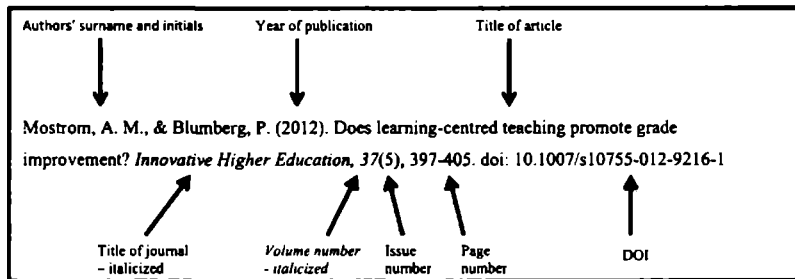 Authors' surname and initials Year of publication Title of article
Mostrom, A. M., & Blumberg, P. (2012). Does learning-centred teaching promote grade
improvement? Innovative Higher Education, 37(5), 397-405. doi: 10.1007/s10755-012-9216-1
Title of journal Volume number Issue Page DOI
– italicized - italicized number number